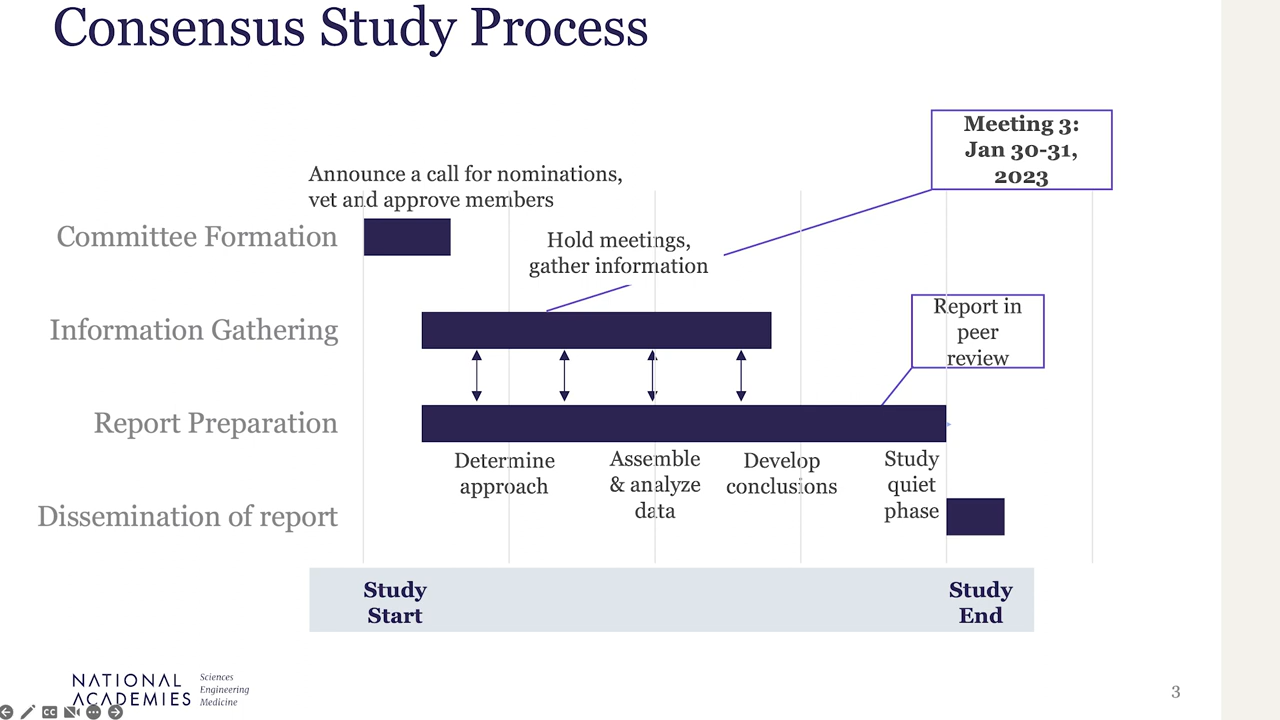 Consensus Study Process
Meeting 3:
Jan 30-31,
2023
Announce a call for nominations,
vet and approve members
Committee Formation
Hold meetings,
gather information
Information Gathering
Report in
peer
review
Report Preparation
Determine
approach
Assemble
& analyze
data
Develop
conclusions
Study
quiet
phase
Dissemination of report
Study
Start
Study
End
NATIONAL
ACADEMIES
Sciences
Engineering
Medicine
CC
3